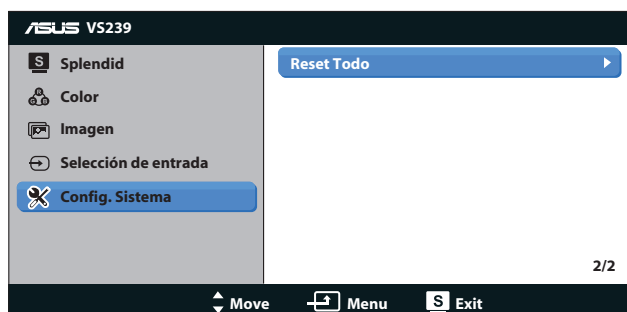 ASUS VS239
S Splendid
Color
Imagen
Selección de entrada
Config. Sistema
Reset Todo
2/2
Move Menu S Exit